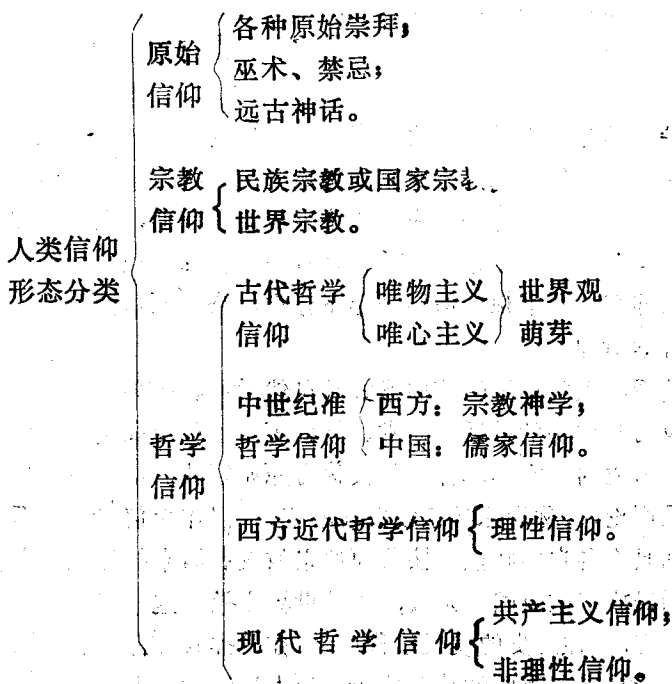 人类信仰
形态分类
原始
信仰
各种原始崇拜；
巫术、禁忌；
远古神话。
宗教
信仰
民族宗教或国家宗
世界宗教。
哲学
信仰
古代哲学
信仰
唯物主义
唯心主义
世界观
萌芽
中世纪准
哲学信仰
西方：宗教神学；
中国：儒家信仰。
西方近代哲学信仰
理性信仰。
现代哲学信仰
共产主义信仰；
非理性信仰。